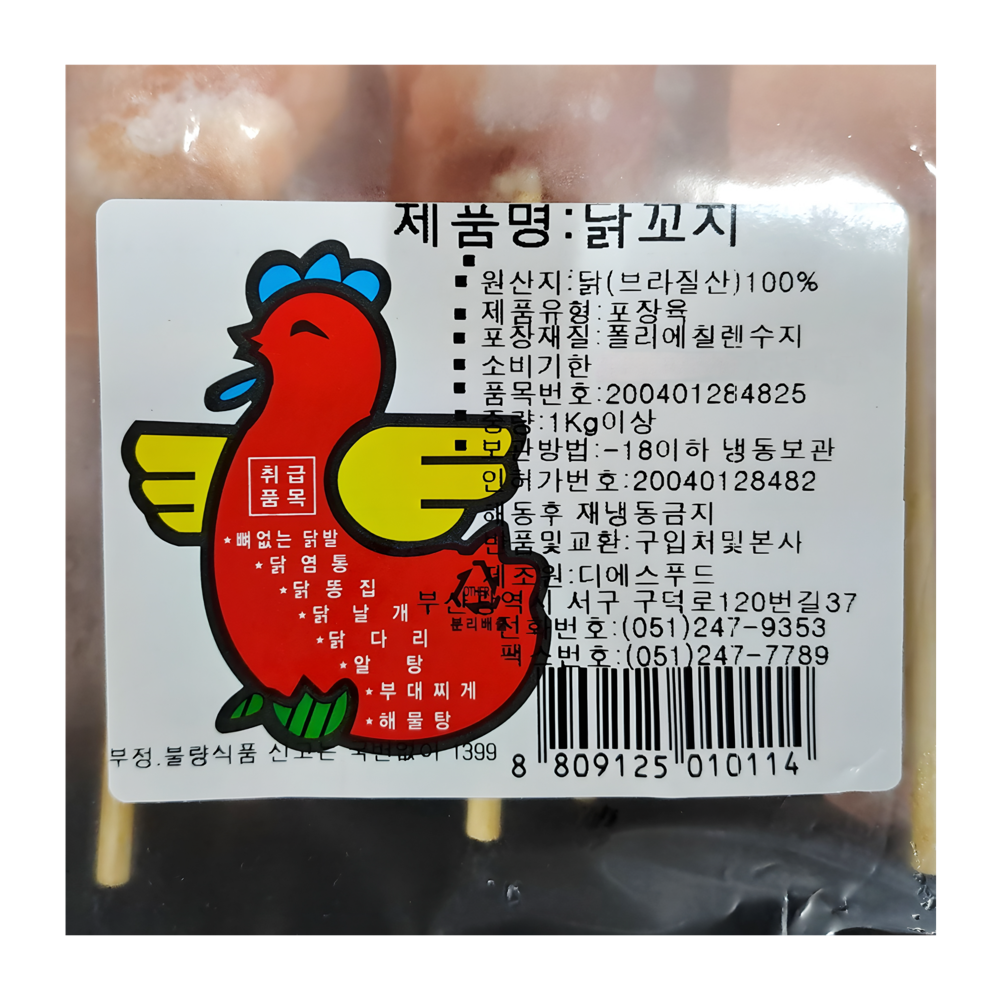 제품명:닭꼬지
원산지:닭(브라질산)100%
제품유형:포장육
포장재질:폴리에칠렌수지
소비기한
품목번호:200401284825
중량:1Kg이상
보관방법:-18이하 냉동보관
인허가번호:20040128482
해동후 재냉동금지
반품및교환:구입처및본사
제조원:디에스푸드
부산광역시 서구 구덕로120번길37
전화번호:(051)247-9353
팩스번호:(051)247-7789
취급
품목
★뼈없는 닭발
★닭염통
★닭똥집
★닭날개
★닭다리
★알탕
★부대찌게
★해물탕
OTHER
분리배출
부정.불량식품 신고는 국번없이 1399
8 809125 010114